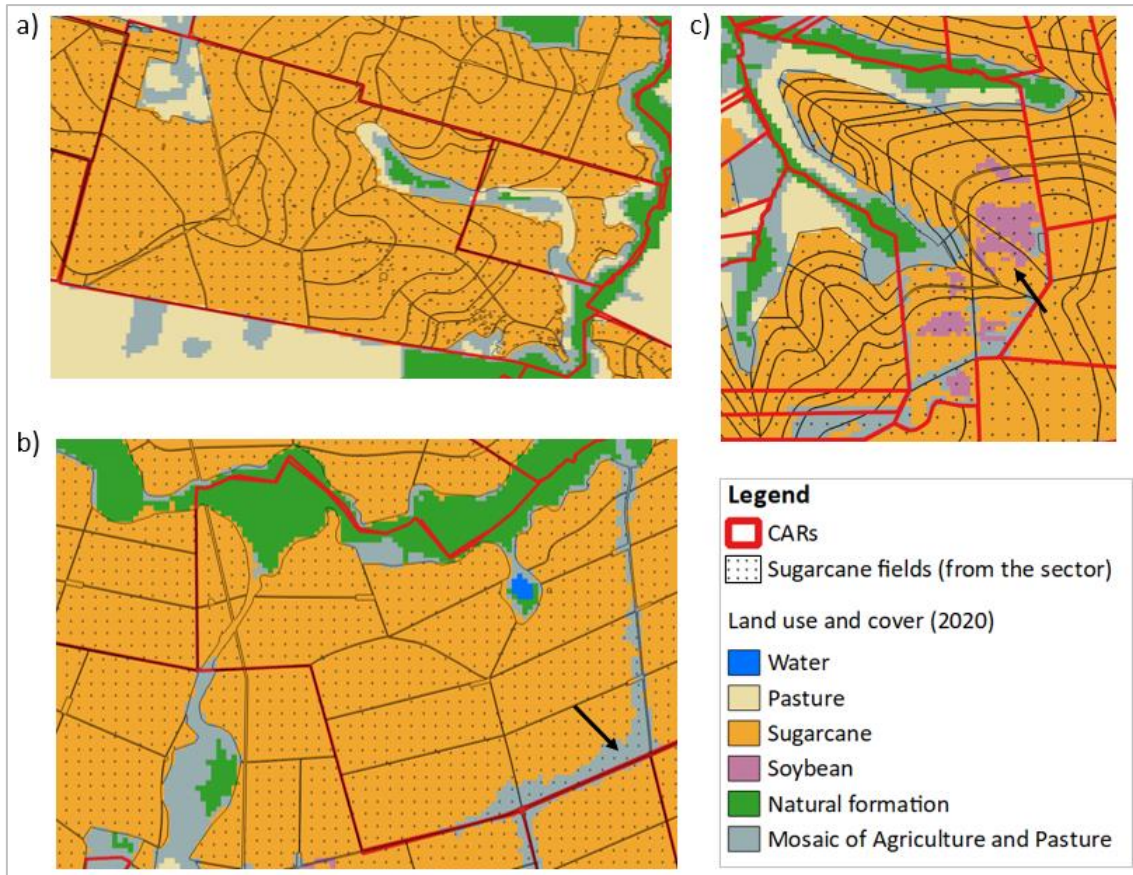 a)
c)
b)
Legend
CARs
Sugarcane fields (from the sector)
Land use and cover (2020)
Water
Pasture
Sugarcane
Soybean
Natural formation
Mosaic of Agriculture and Pasture